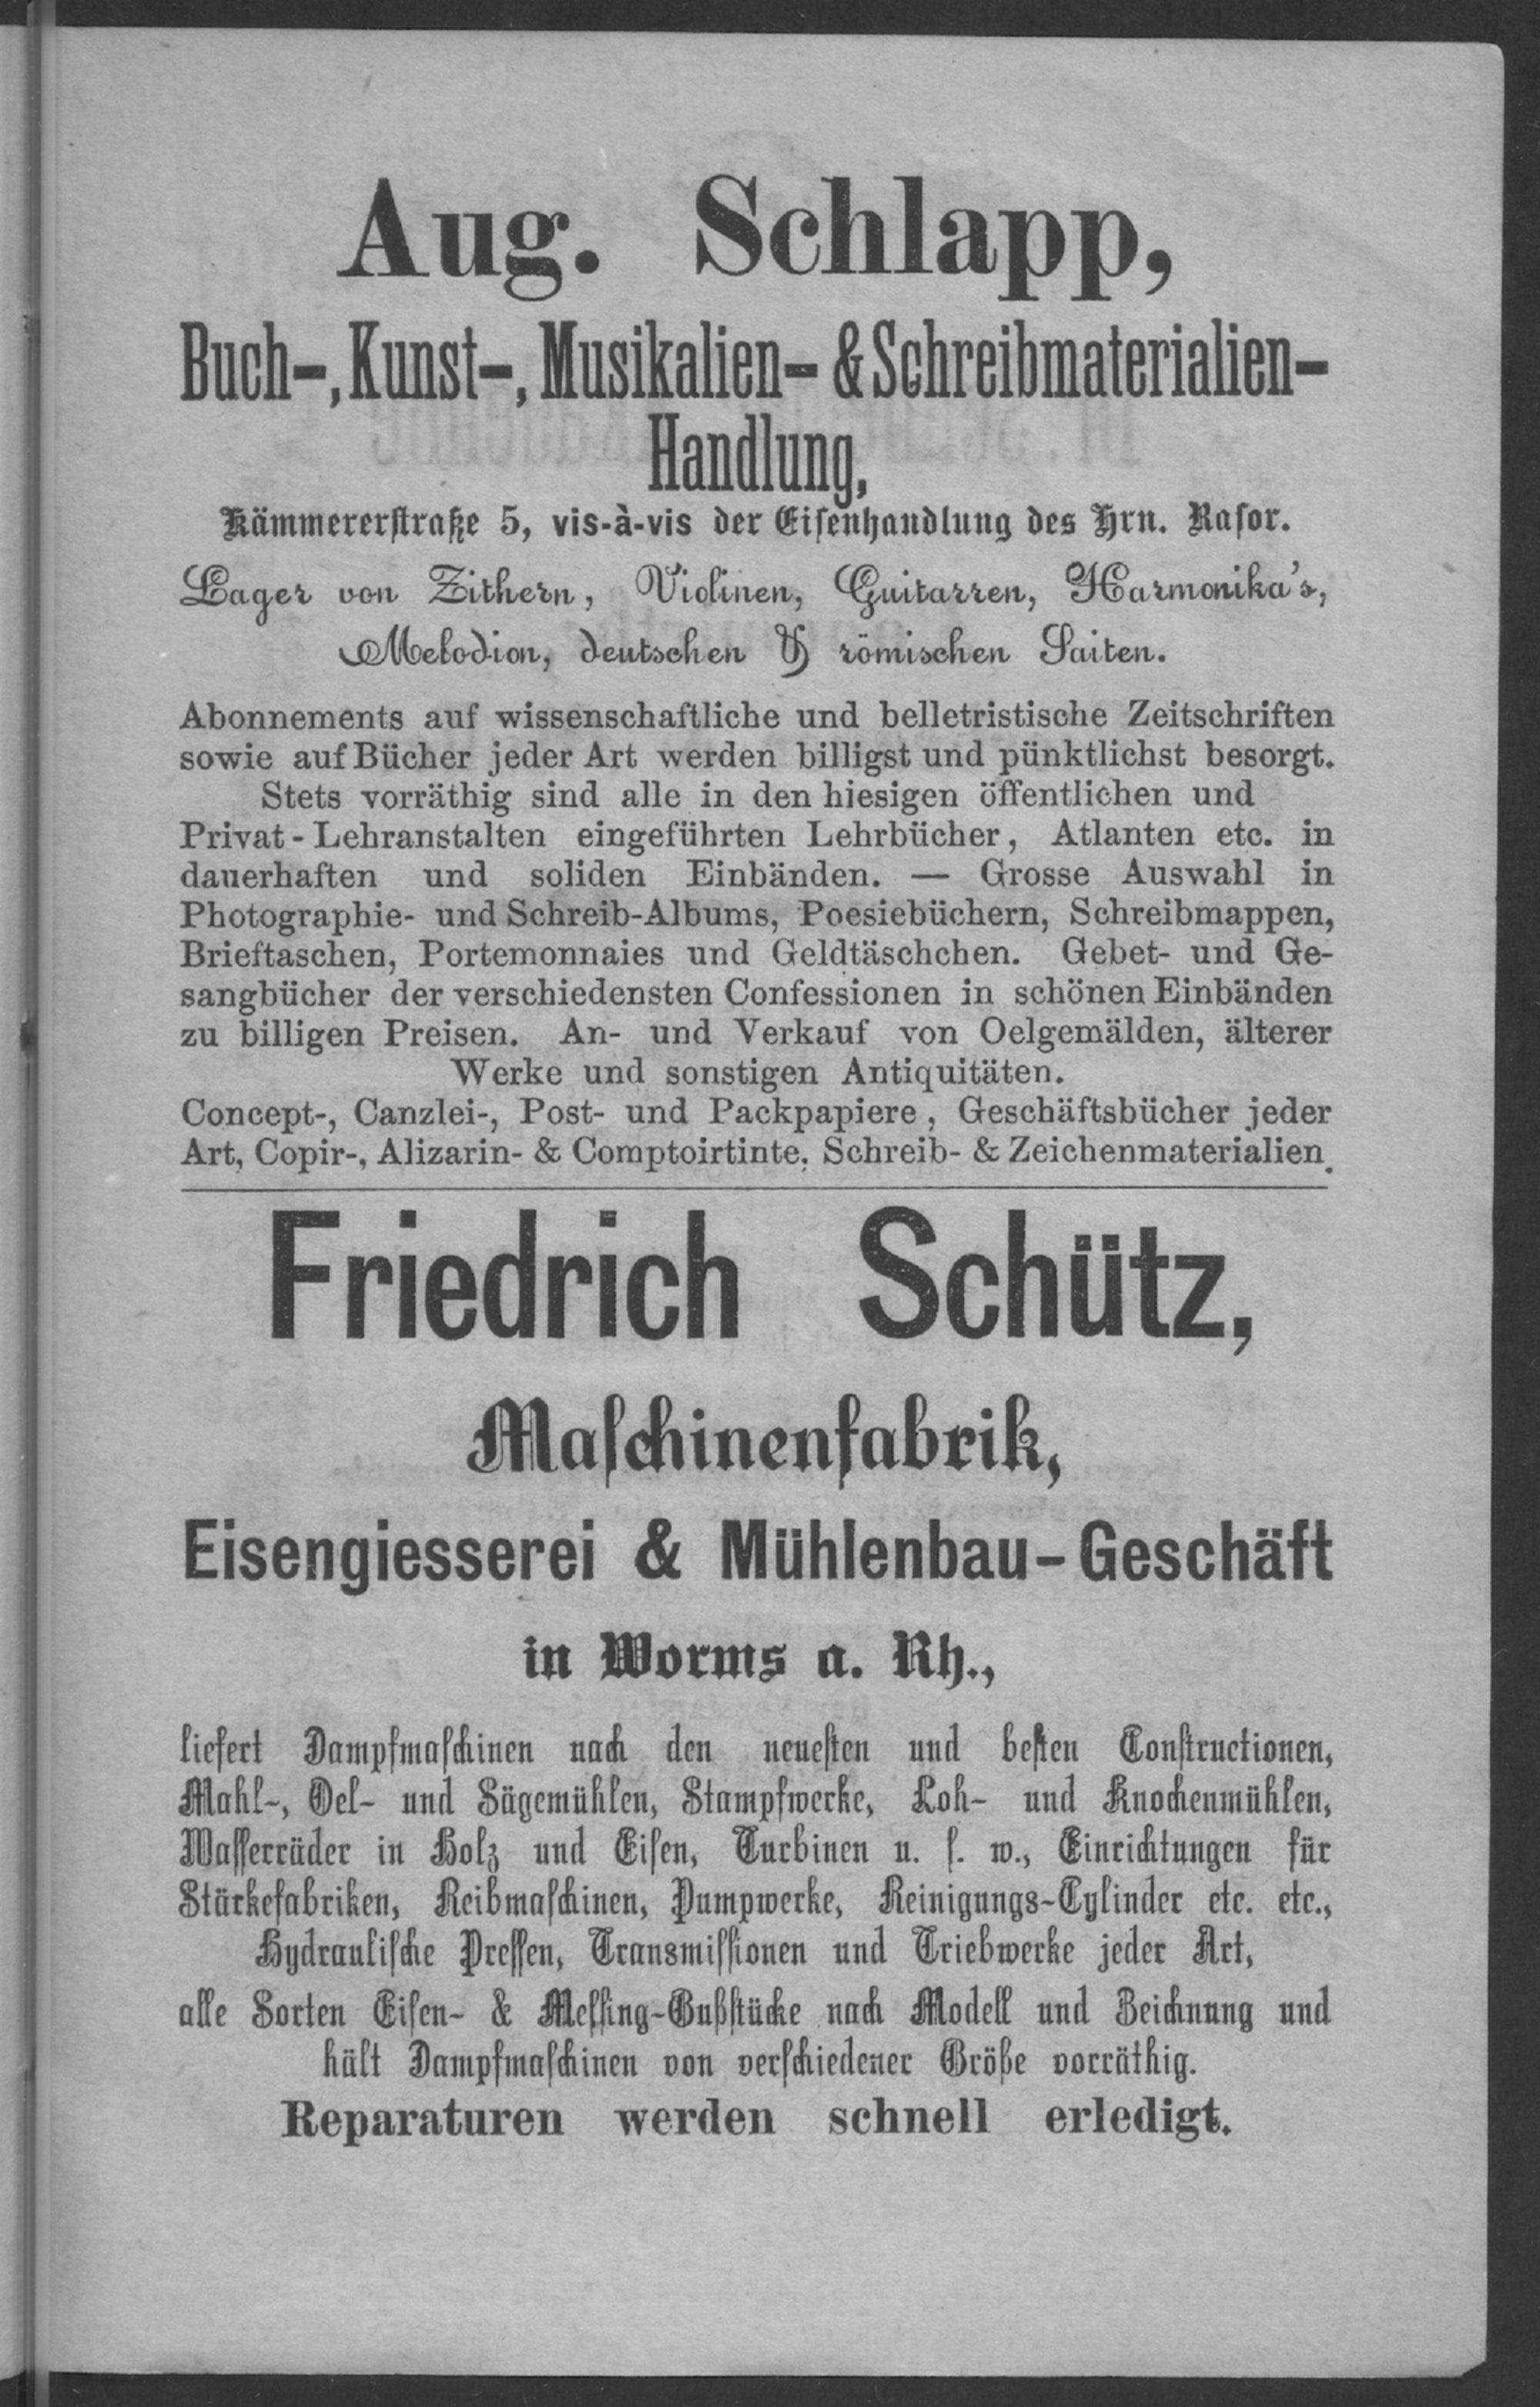 Aug. Schlapp,
Buch-, Kunst-, Musikalien- & Schreibmaterialien-
Handlung,
Kämmererstraße 5, vis-à-vis der Eisenhandlung des Hrn. Rasor.
Lager von Zithern, Violinen, Guitarren, Harmonika's,
Melodion, deutschen & römischen Saiten.
Abonnements auf wissenschaftliche und belletristische Zeitschriften
sowie auf Bücher jeder Art werden billigst und pünktlichst besorgt.
Stets vorräthig sind alle in den hiesigen öffentlichen und
Privat-Lehranstalten eingeführten Lehrbücher, Atlanten etc. in
dauerhaften und soliden Einbänden. — Grosse Auswahl in
Photographie- und Schreib-Albums, Poesiebüchern, Schreibmappen,
Brieftaschen, Portemonnaies und Geldtäschchen. Gebet- und Ge-
sangbücher der verschiedensten Confessionen in schönen Einbänden
zu billigen Preisen. An- und Verkauf von Oelgemälden, älterer
Werke und sonstigen Antiquitäten.
Concept-, Canzlei-, Post- und Packpapiere, Geschäftsbücher jeder
Art, Copir-, Alizarin- & Comptoirtinte, Schreib- & Zeichenmaterialien.
Friedrich Schütz,
Maschinenfabrik,
Eisengiesserei & Mühlenbau-Geschäft
in Worms a. Rh.,
liefert Dampfmaschinen nach den neuesten und besten Constructionen,
Mahl-, Oel- und Sägemühlen, Stampfwerke, Loh- und Knochenmühlen,
Wasserräder in Holz und Eisen, Turbinen u. s. w., Einrichtungen für
Stärkefabriken, Reibmaschinen, Pumpwerke, Reinigungs-Cylinder etc. etc.,
Hydraulische Pressen, Transmissionen und Triebwerke jeder Art,
alle Sorten Eisen- & Messing-Gußstücke nach Modell und Zeichnung und
hält Dampfmaschinen von verschiedener Größe vorräthig.
Reparaturen werden schnell erledigt.